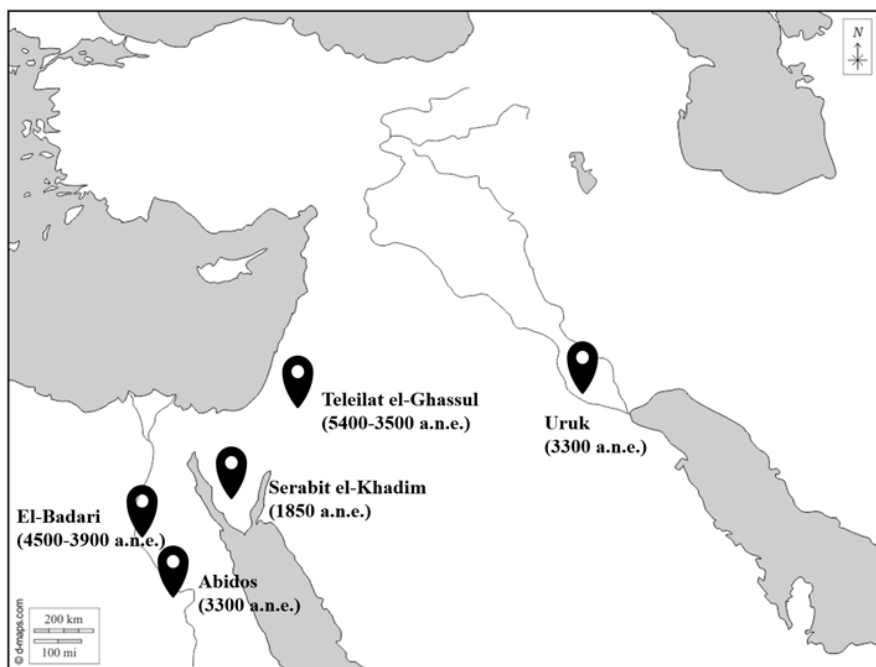 N
Teleilat el-Ghassul
(5400-3500 a.n.e.)
Uruk
(3300 a.n.e.)
Serabit el-Khadim
(1850 a.n.e.)
El-Badari
(4500-3900 a.n.e.)
Abidos
(3300 a.n.e.)
200 km
100 mi
© d-maps.com